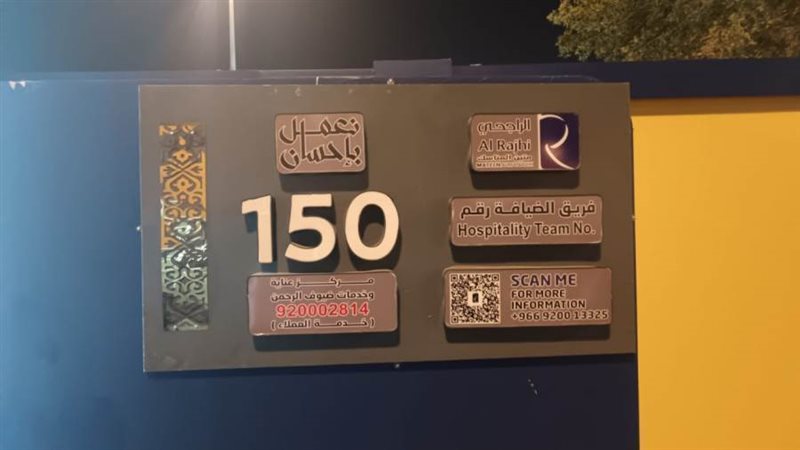 نعمل
بإحسان
الراجحي
Al Rajhi
150
فريق الضيافة رقم
Hospitality Team No.
مركز عناية
وخدمات ضيوف الرحمن
920002814
( خدمة العملاء )
SCAN ME
FOR MORE
INFORMATION
+966 9200 13325